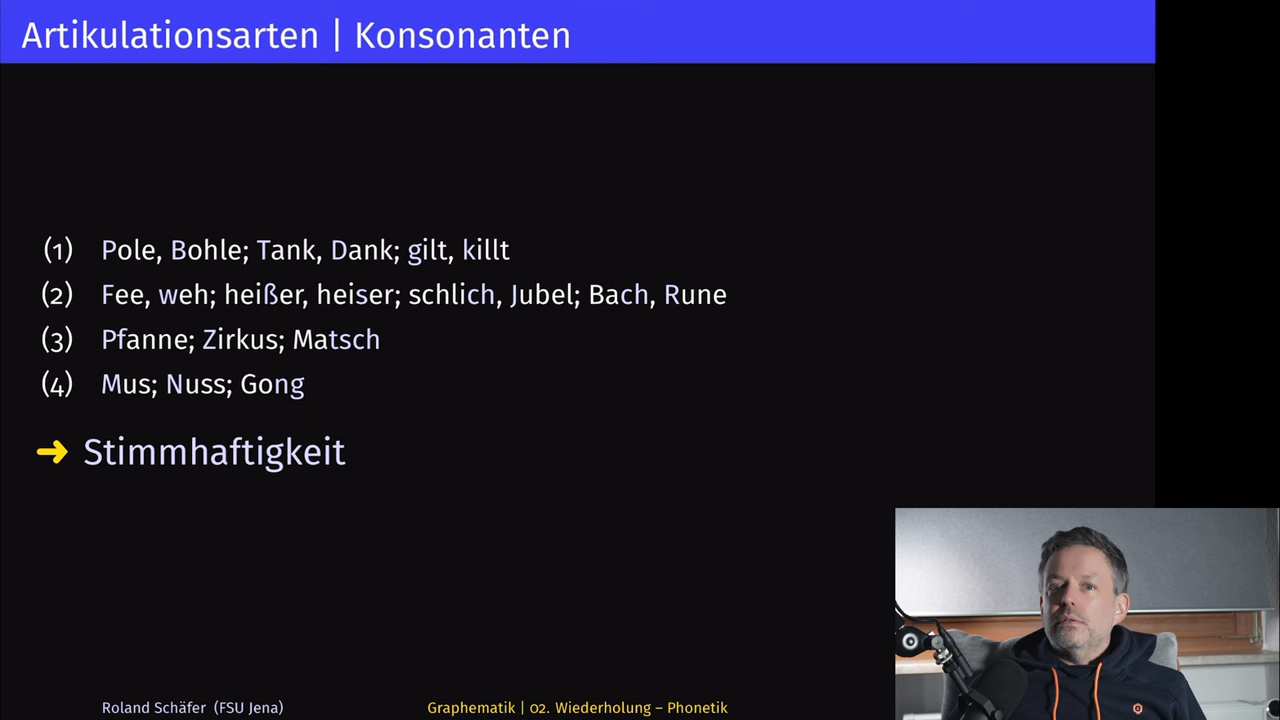 Artikulationsarten | Konsonanten
(1) Pole, Bohle; Tank, Dank; gilt, killt
(2) Fee, weh; heißer, heiser; schlich, Jubel; Bach, Rune
(3) Pfanne; Zirkus; Matsch
(4) Mus; Nuss; Gong
➜ Stimmhaftigkeit
Roland Schäfer (FSU Jena) Graphematik | 02. Wiederholung – Phonetik